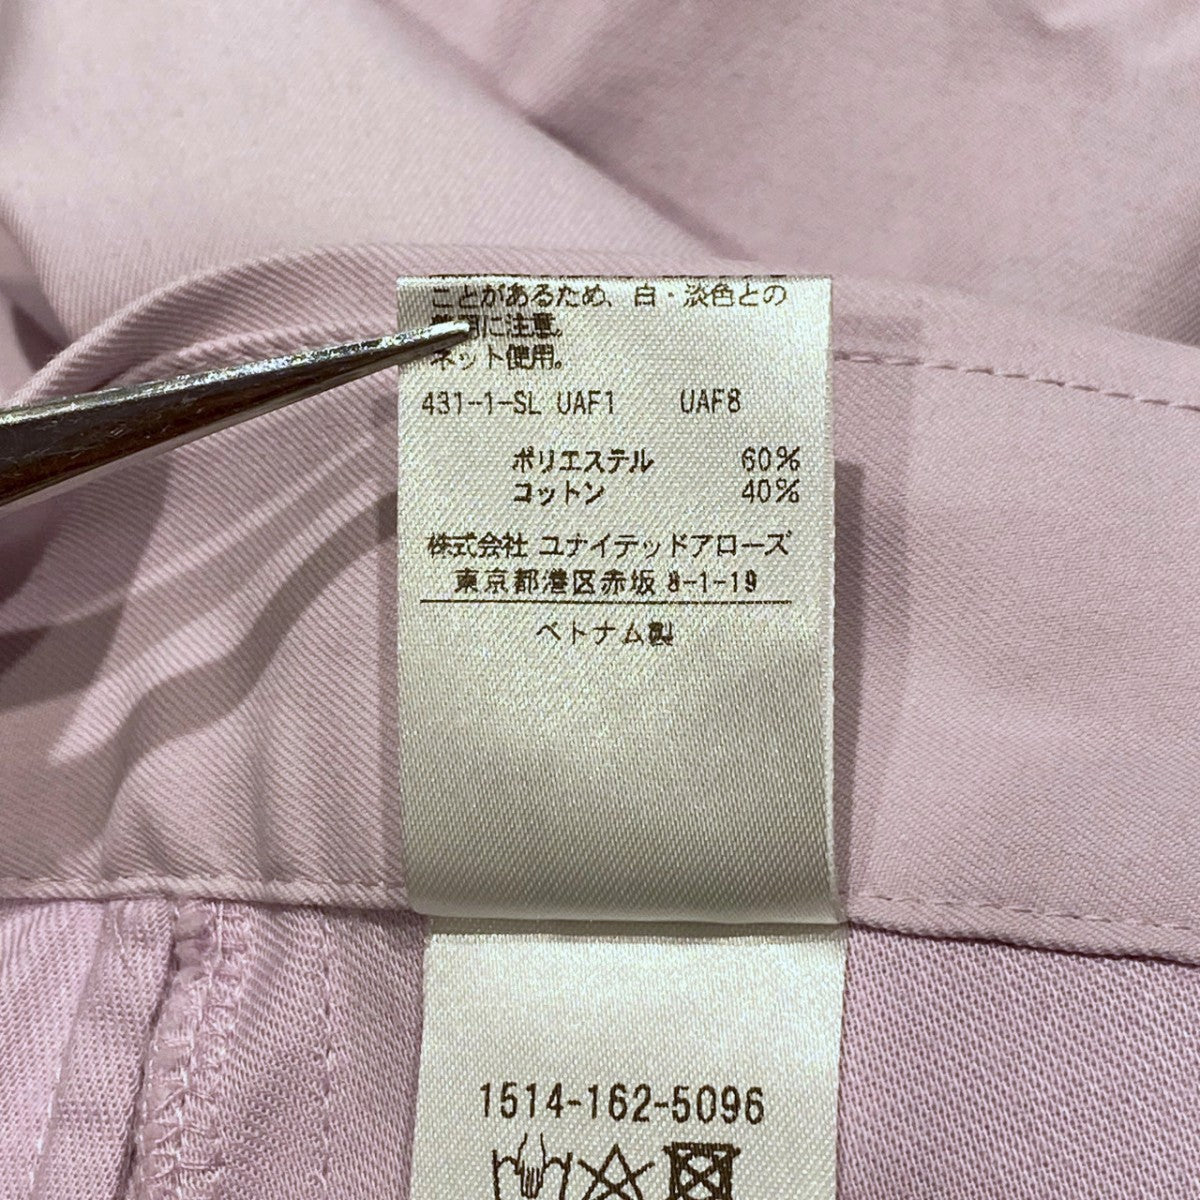 ことがあるため、白・淡色との
着用に注意。
ネット使用。
431-1-SL UAF1 UAF8
ポリエステル 60%
コットン 40%
株式会社 ユナイテッドアローズ
東京都港区赤坂 8-1-19
ベトナム製
1514-162-5096